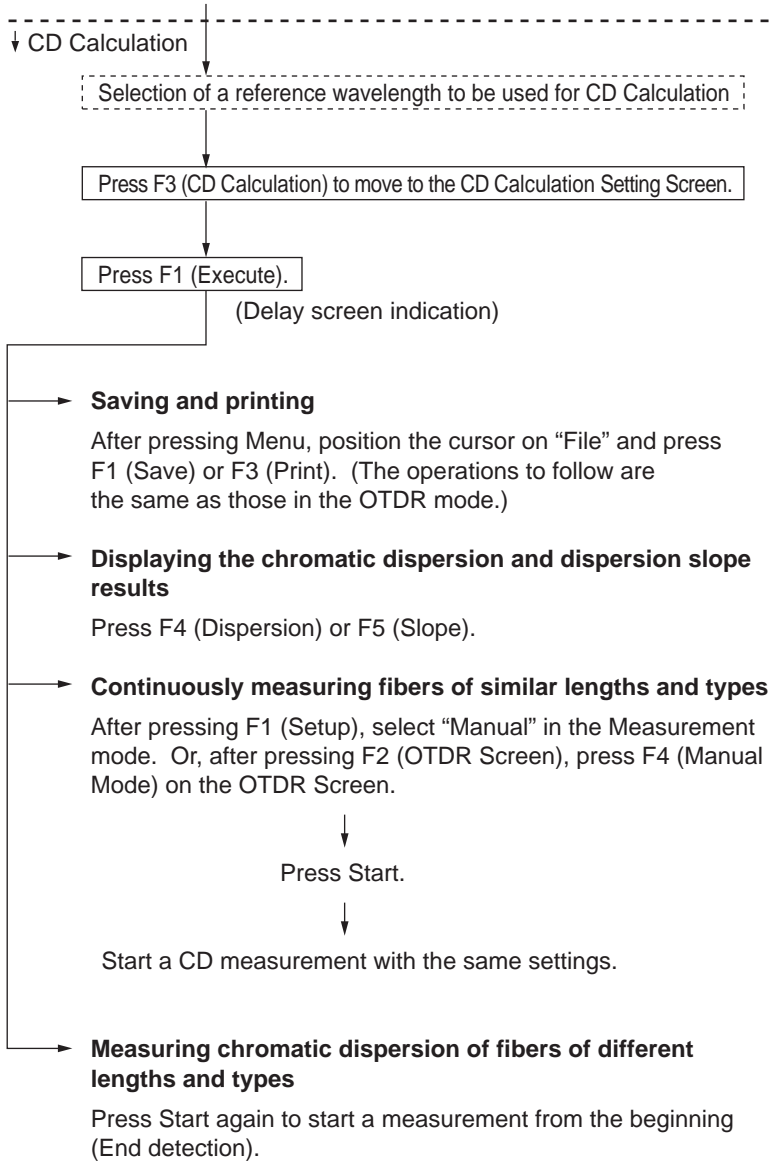 CD Calculation
Selection of a reference wavelength to be used for CD Calculation
Press F3 (CD Calculation) to move to the CD Calculation Setting Screen.
Press F1 (Execute).
(Delay screen indication)
Saving and printing
After pressing Menu, position the cursor on “File” and press
F1 (Save) or F3 (Print).  (The operations to follow are
the same as those in the OTDR mode.)
Displaying the chromatic dispersion and dispersion slope
results
Press F4 (Dispersion) or F5 (Slope).
Continuously measuring fibers of similar lengths and types
After pressing F1 (Setup), select “Manual” in the Measurement
mode.  Or, after pressing F2 (OTDR Screen), press F4 (Manual
Mode) on the OTDR Screen.
Press Start.
Start a CD measurement with the same settings.
Measuring chromatic dispersion of fibers of different
lengths and types
Press Start again to start a measurement from the beginning
(End detection).